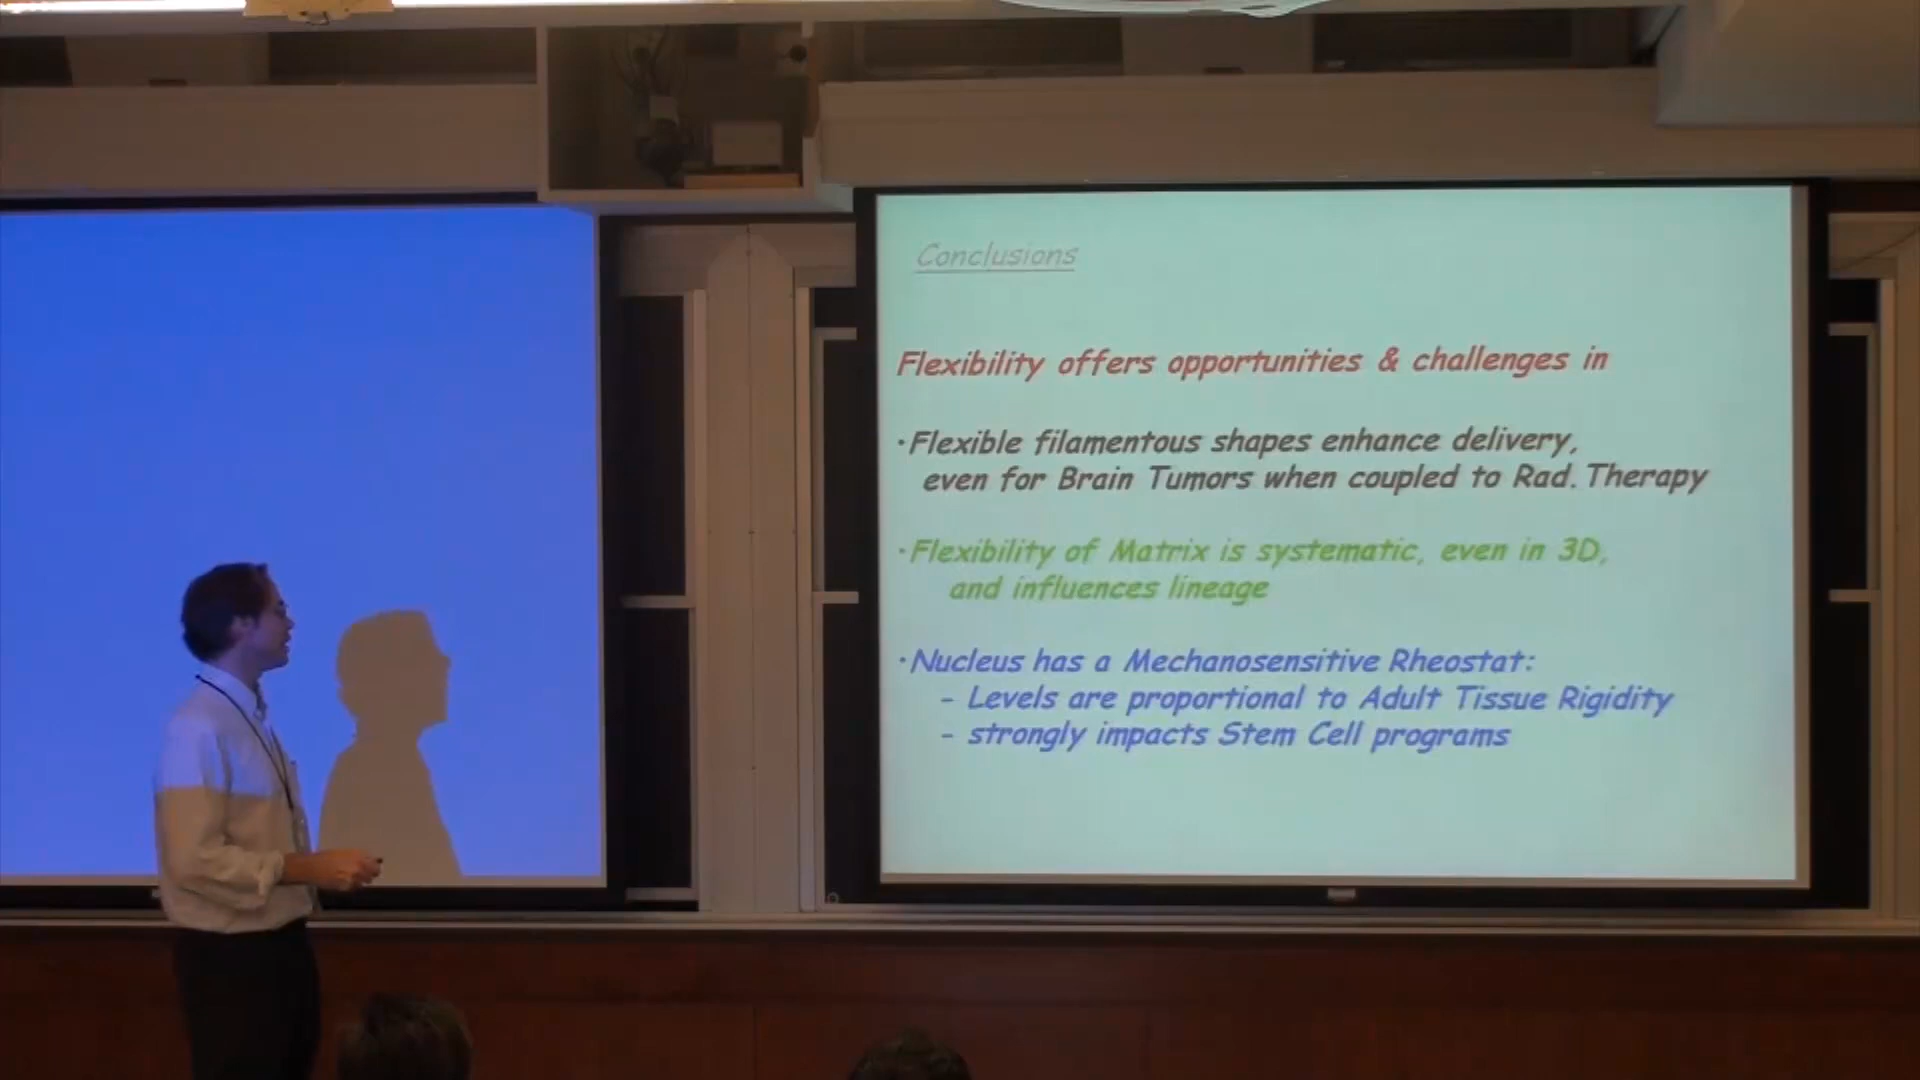 Conclusions
Flexibility offers opportunities & challenges in
•Flexible filamentous shapes enhance delivery,
even for Brain Tumors when coupled to Rad. Therapy
•Flexibility of Matrix is systematic, even in 3D,
and influences lineage
•Nucleus has a Mechanosensitive Rheostat:
- Levels are proportional to Adult Tissue Rigidity
- strongly impacts Stem Cell programs